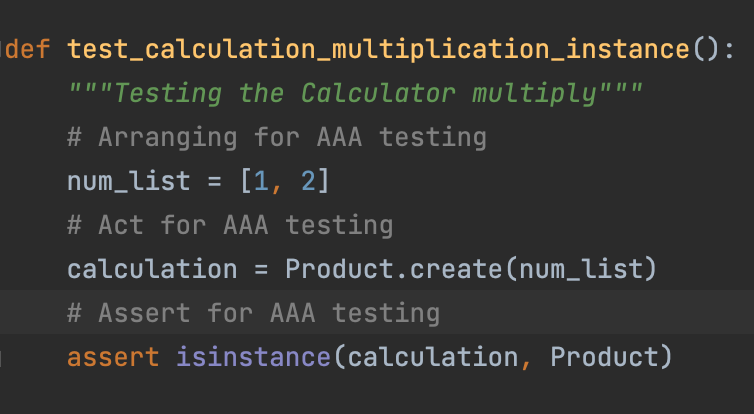 def test_calculation_multiplication_instance():
"""Testing the Calculator multiply"""
# Arranging for AAA testing
num_list = [1, 2]
# Act for AAA testing
calculation = Product.create(num_list)
# Assert for AAA testing
assert isinstance(calculation, Product)